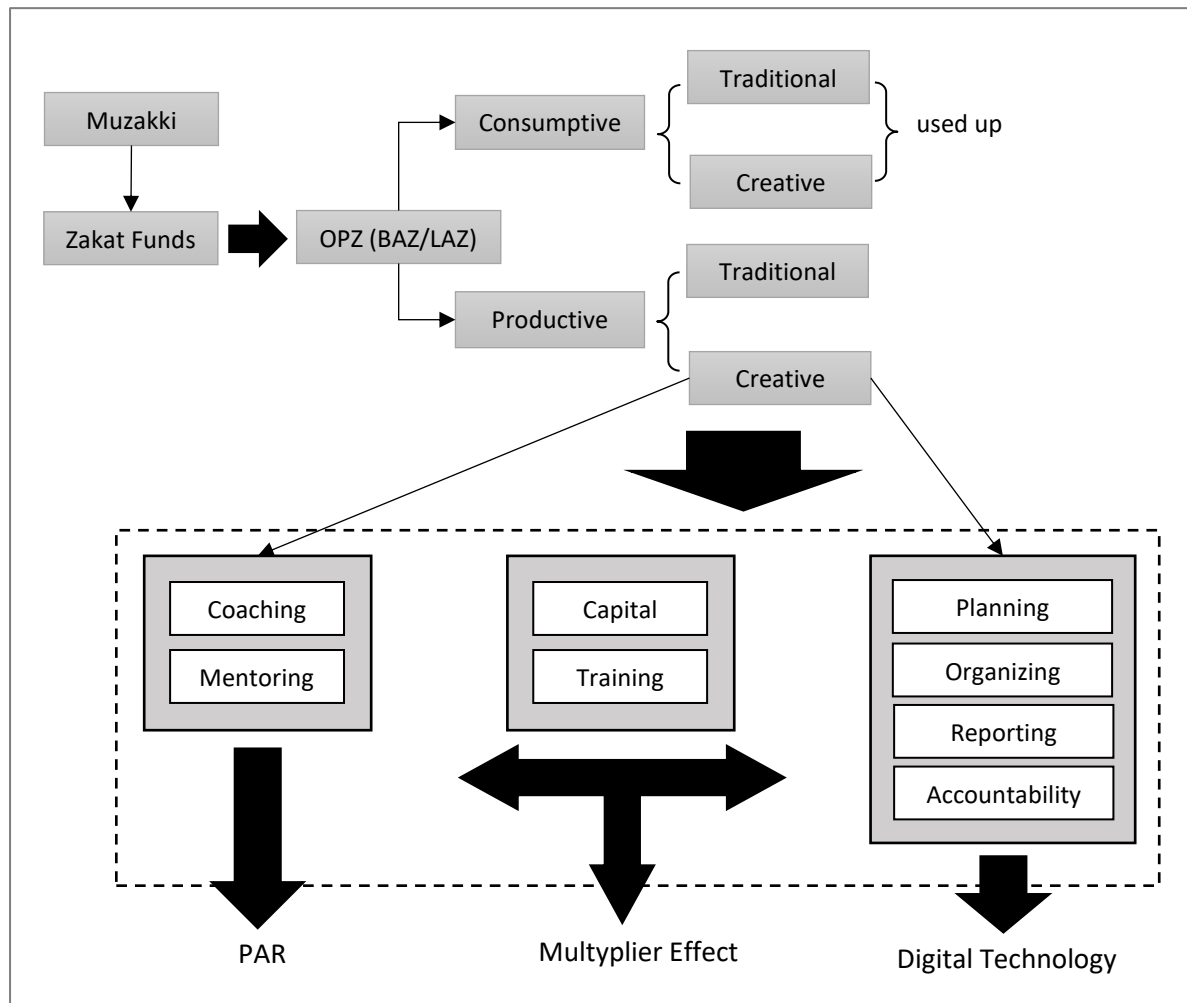 Traditional
Muzakki
Consumptive
used up
Creative
Zakat Funds
OPZ (BAZ/LAZ)
Traditional
Productive
Creative
Coaching
Mentoring
Capital
Training
Planning
Organizing
Reporting
Accountability
PAR
Multyplier Effect
Digital Technology